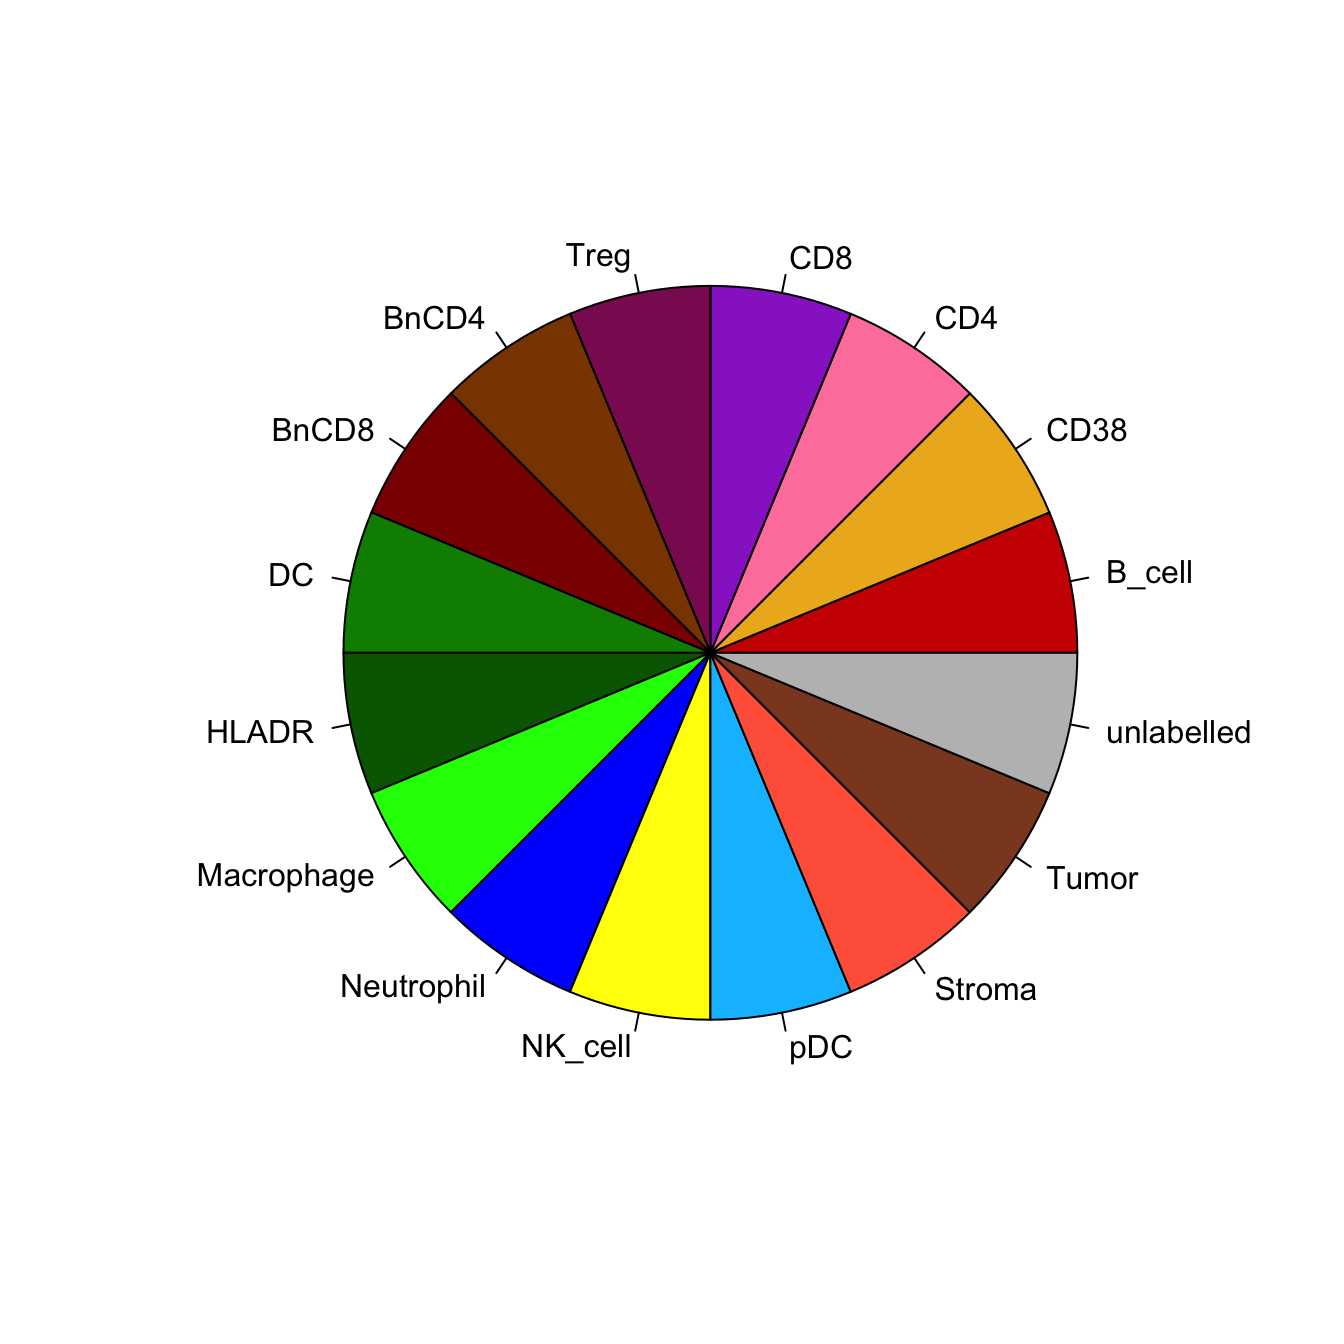 Treg
CD8
BnCD4
CD4
BnCD8
CD38
DC
B_cell
HLADR
unlabelled
Macrophage
Tumor
Neutrophil
Stroma
NK_cell
pDC